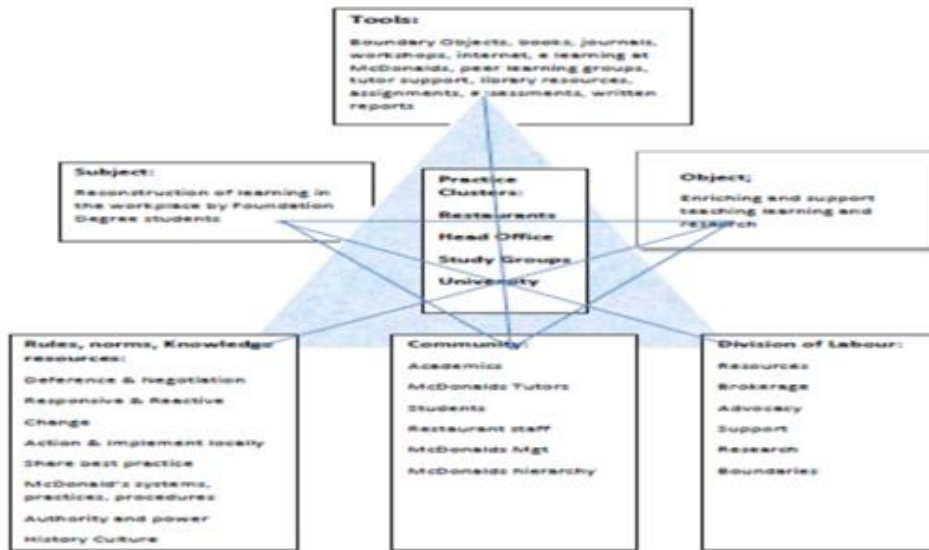 Tools:
Boundary Objects, books, journals,
workshops, internet, e learning at
McDonalds, peer learning groups,
tutor support, library resources,
assignments, assessments, written
reports
Subject:
Reconstruction of learning in
the workplace by Foundation
Degree students
Practice
Clusters:
Restaurants
Head Office
Study Groups
University
Object;
Enriching and support
teaching learning and
research
Rules, norms, Knowledge
resources:
Deference & Negotiation
Responsive & Reactive
Change
Action & Implement locally
Share best practice
McDonald's systems,
practices, procedures
Authority and power
History Culture
Community:
Academics
McDonalds Tutors
Students
Restaurant staff
McDonalds Mgt
McDonalds hierarchy
Division of Labour:
Resources
Brokerage
Advocacy
Support
Research
Boundaries